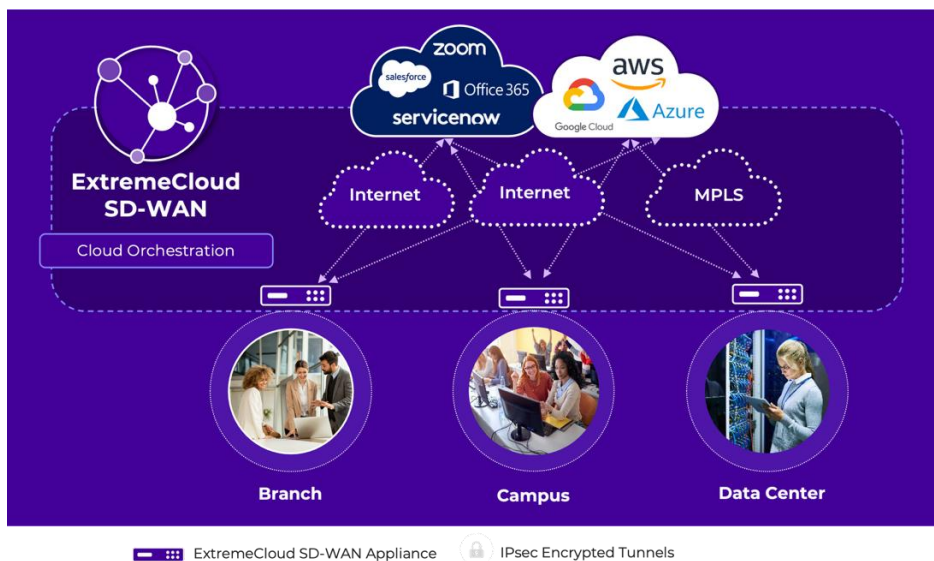 zoom
salesforce
Office 365
servicenow
aws
Google Cloud
Azure
ExtremeCloud
SD-WAN
Cloud Orchestration
Internet
Internet
MPLS
Branch
Campus
Data Center
ExtremeCloud SD-WAN Appliance
IPsec Encrypted Tunnels